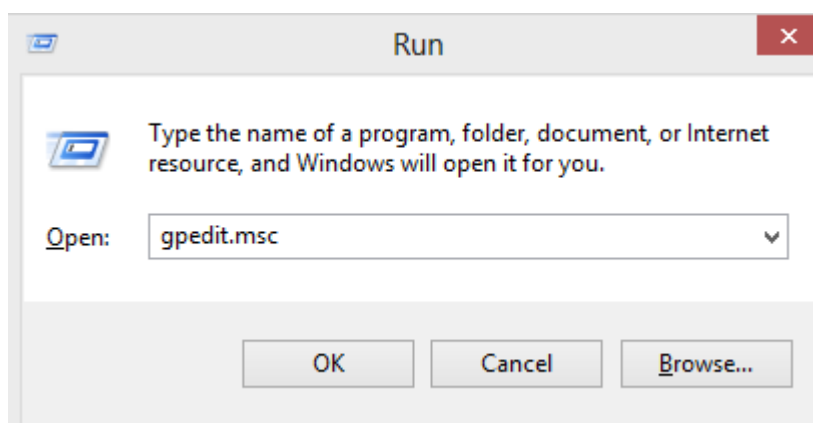 Run
Type the name of a program, folder, document, or Internet
resource, and Windows will open it for you.
Open: gpedit.msc
OK Cancel Browse...